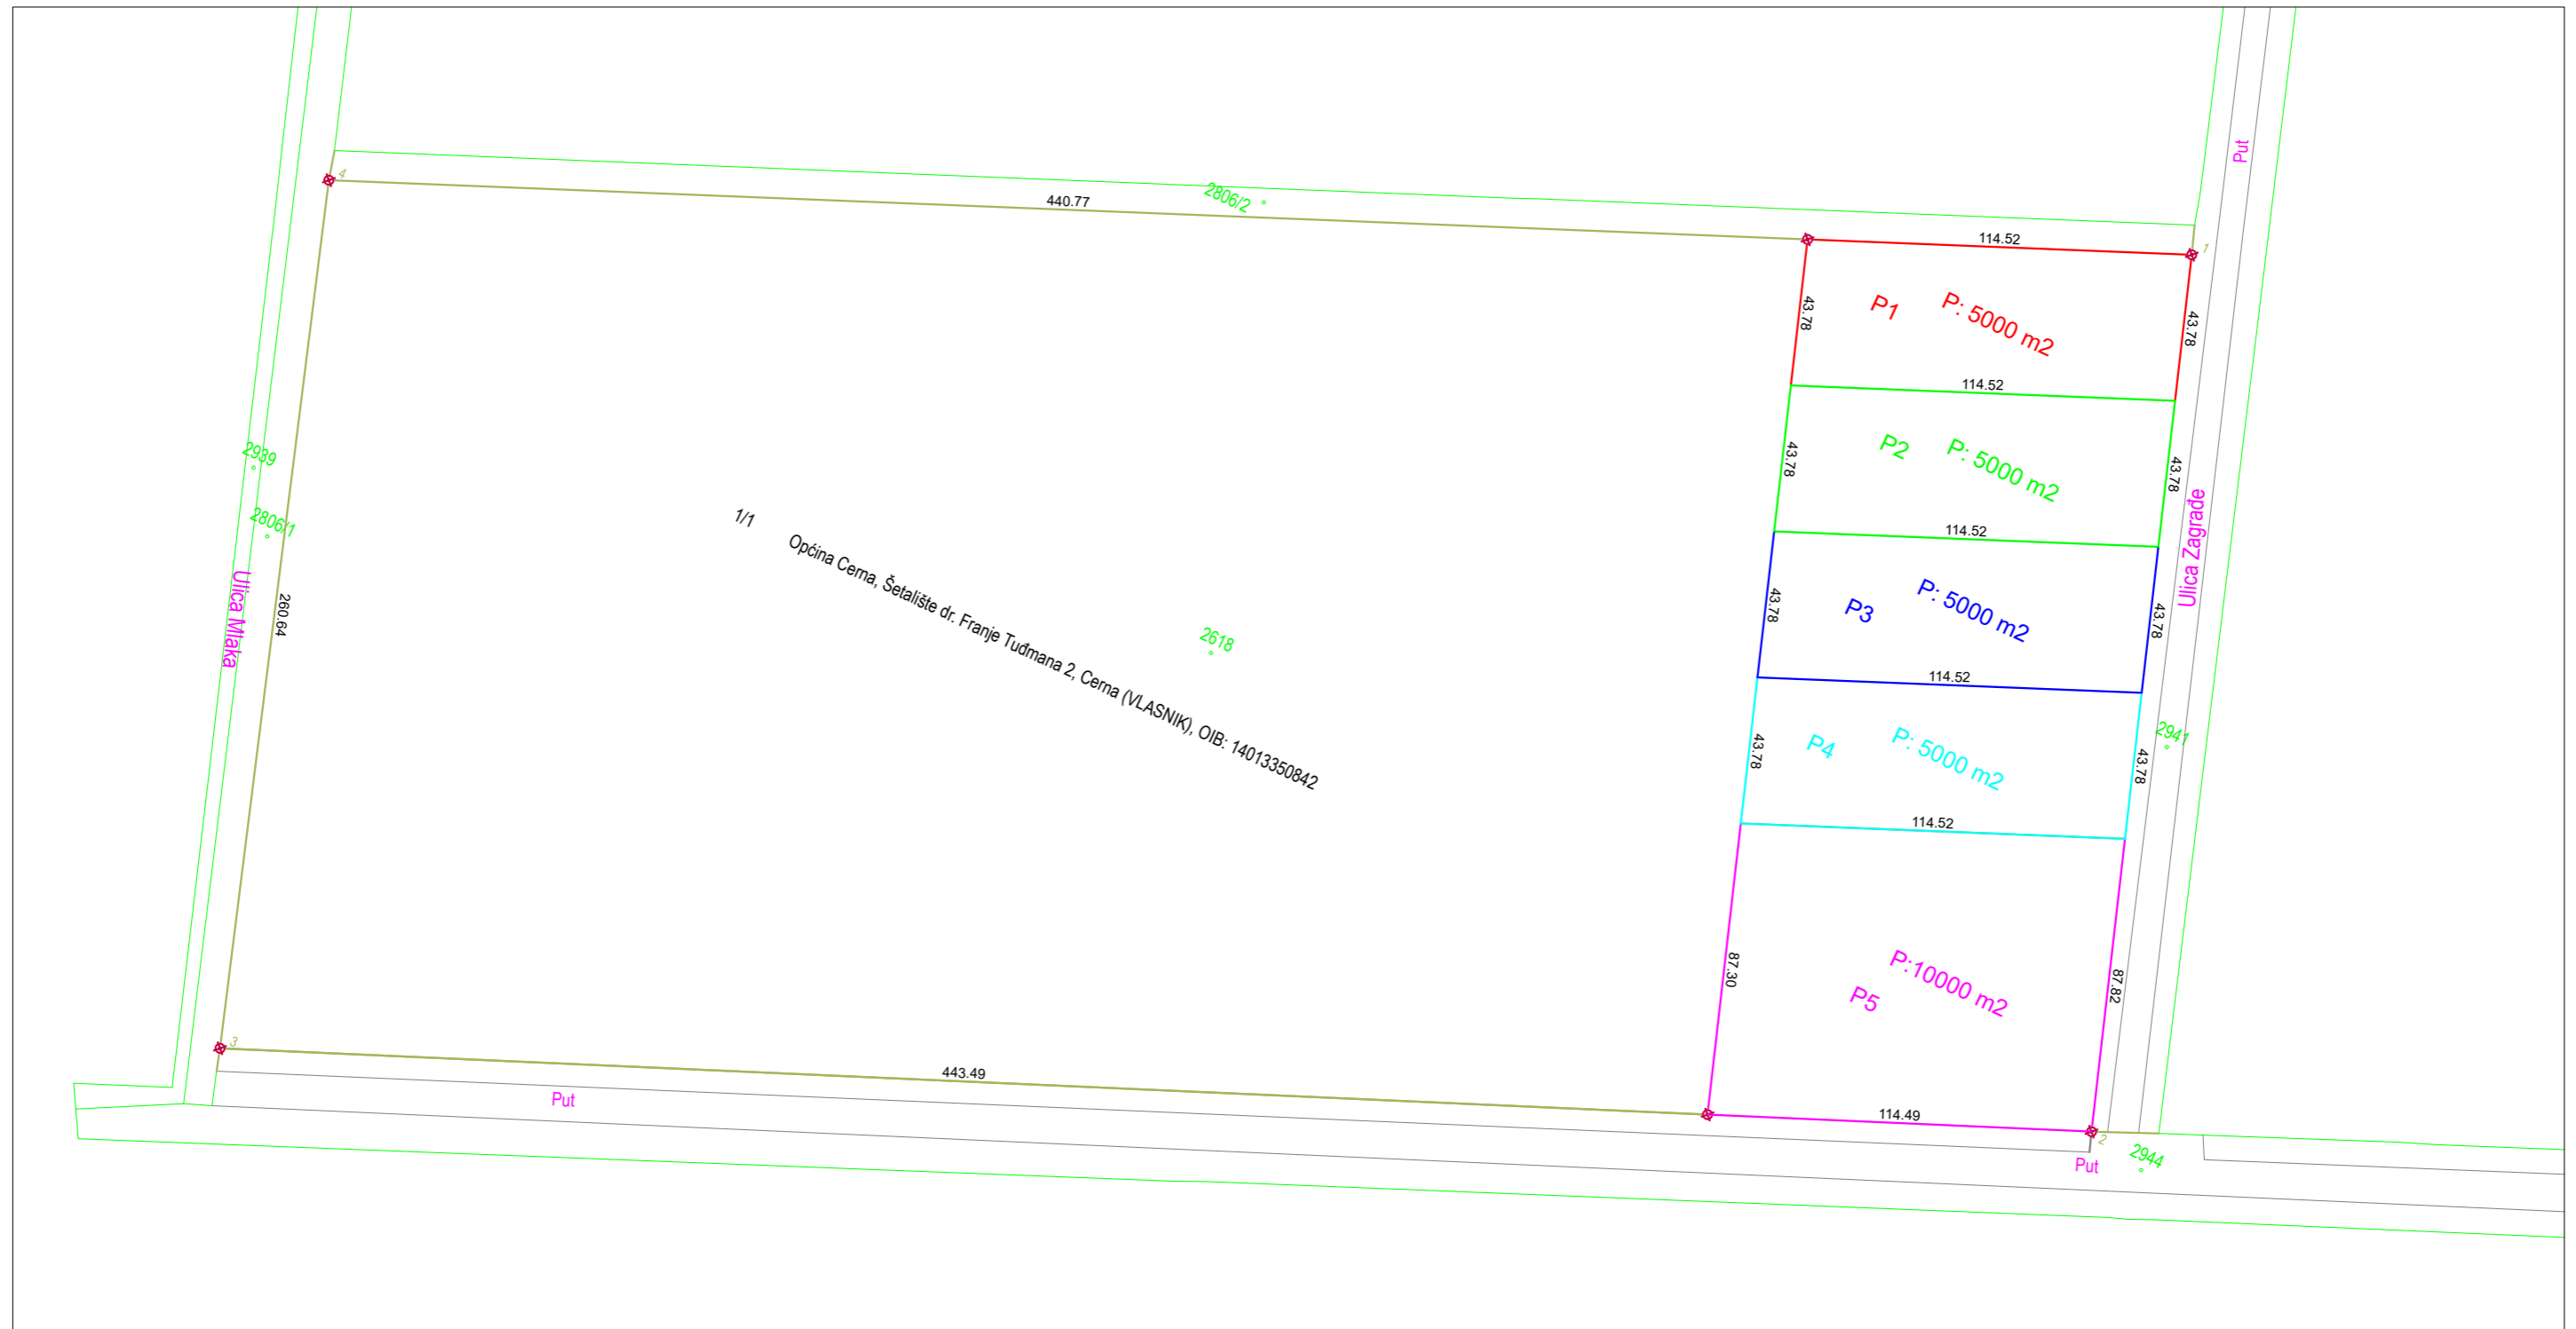 Put
4
2806/2
440.77
114.52
1
P1
P: 5000 m2
43.78
43.78
114.52
2939
P2
P: 5000 m2
43.78
43.78
2806/1
1/1
Općina Cerna, Šetalište dr. Franje Tuđmana 2, Cerna (VLASNIK), OIB: 14013350842
114.52
Ulica Zagrađe
Ulica Mlaka
260.64
2618
P3
P: 5000 m2
43.78
43.78
114.52
P4
P: 5000 m2
43.78
43.78
2941
114.52
P:10000 m2
P5
87.30
87.82
3
443.49
Put
114.49
2
Put
2944